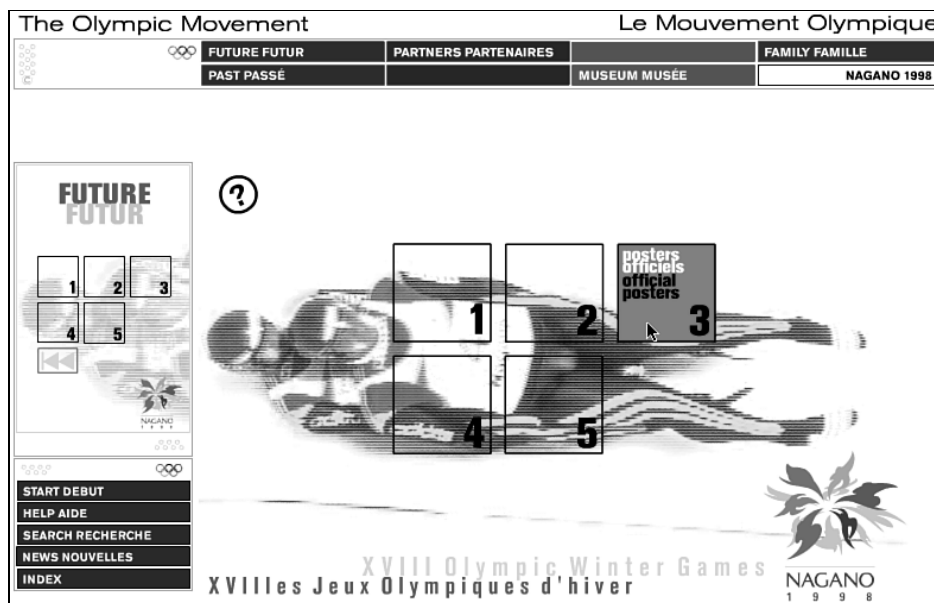 The Olympic Movement
Le Mouvement Olympique
FUTURE FUTUR
PARTNERS PARTENAIRES
FAMILY FAMILLE
PAST PASSÉ
MUSEUM MUSÉE
NAGANO 1998
FUTURE
FUTUR
1
2
3
4
5
NAGANO
1998
?
posters
officiels
official
posters
1
2
3
4
5
START DEBUT
HELP AIDE
SEARCH RECHERCHE
NEWS NOUVELLES
INDEX
XVIII Olympic Winter Games
XVIIIes Jeux Olympiques d'hiver
NAGANO
1 9 9 8